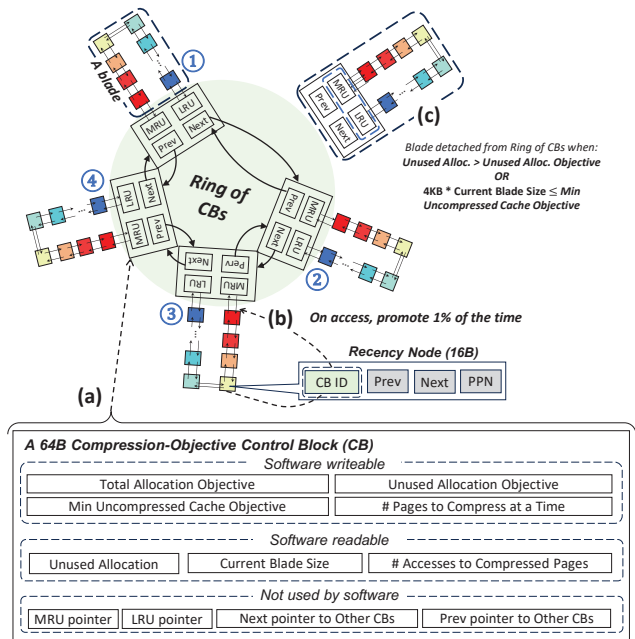 A blade
①
MRU
LRU
Prev
Next
(c)
Prev
MRU
Next
LRU
Blade detached from Ring of CBs when:
Unused Alloc. > Unused Alloc. Objective
OR
4KB * Current Blade Size ≤ Min
Uncompressed Cache Objective
④
LRU
Next
MRU
Prev
Ring of
CBs
Prev
MRU
Next
LRU
②
Next
Perv
LRU
MRU
③
(b)
On access, promote 1% of the time
Recency Node (16B)
CB ID
Prev
Next
PPN
(a)
A 64B Compression-Objective Control Block (CB)
Software writeable
Total Allocation Objective
Unused Allocation Objective
Min Uncompressed Cache Objective
# Pages to Compress at a Time
Software readable
Unused Allocation
Current Blade Size
# Accesses to Compressed Pages
Not used by software
MRU pointer
LRU pointer
Next pointer to Other CBs
Prev pointer to Other CBs